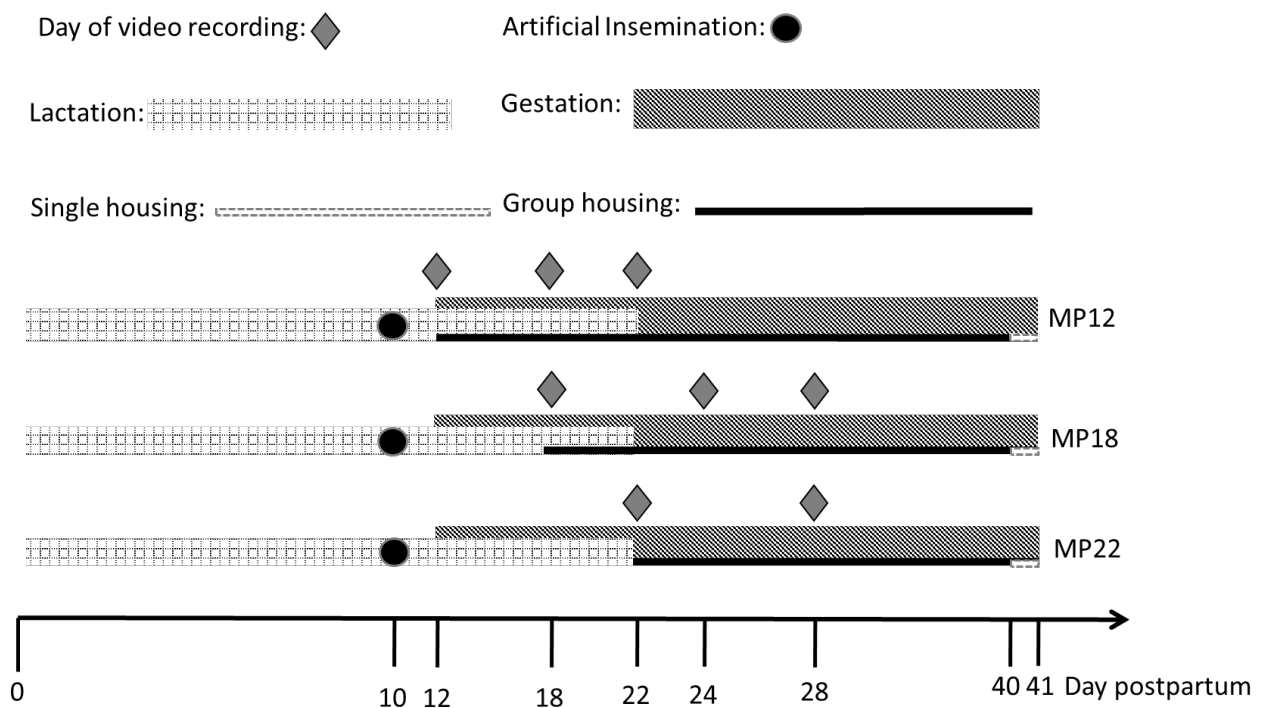 Day of video recording:
Artificial Insemination:
Lactation:
Gestation:
Single housing:
Group housing:
MP12
MP18
MP22
0 10 12 18 22 24 28 40 41 Day postpartum